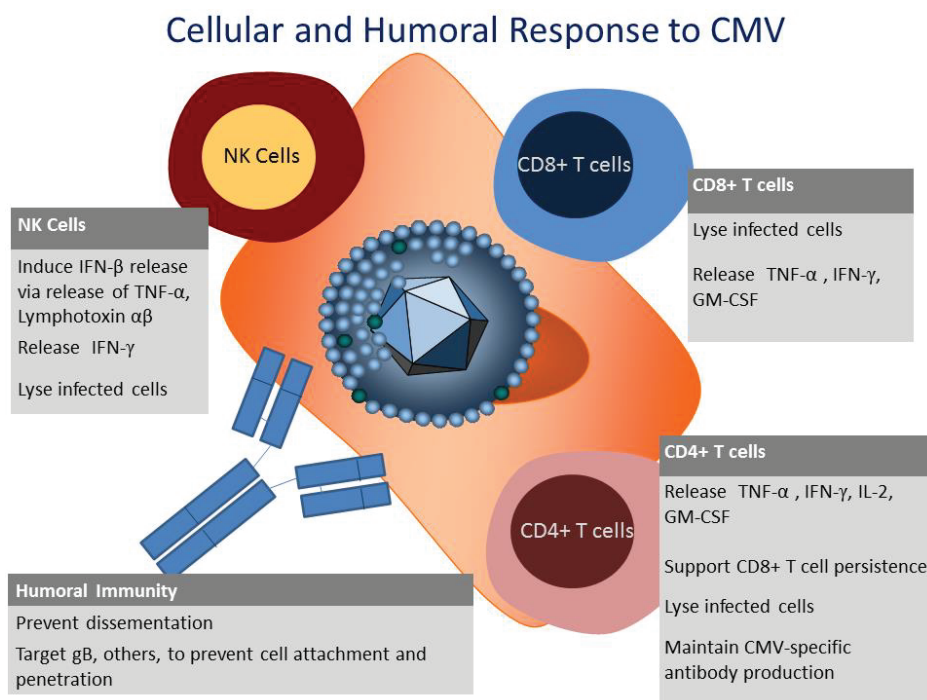 Cellular and Humoral Response to CMV
NK Cells
CD8+ T cells
CD8+ T cells
Lyse infected cells
Release TNF-α , IFN-γ,
GM-CSF
NK Cells
Induce IFN-β release
via release of TNF-α,
Lymphotoxin αβ
Release IFN-γ
Lyse infected cells
CD4+ T cells
CD4+ T cells
Release TNF-α , IFN-γ, IL-2,
GM-CSF
Support CD8+ T cell persistence
Lyse infected cells
Maintain CMV-specific
antibody production
Humoral Immunity
Prevent dissementation
Target gB, others, to prevent cell attachment and
penetration